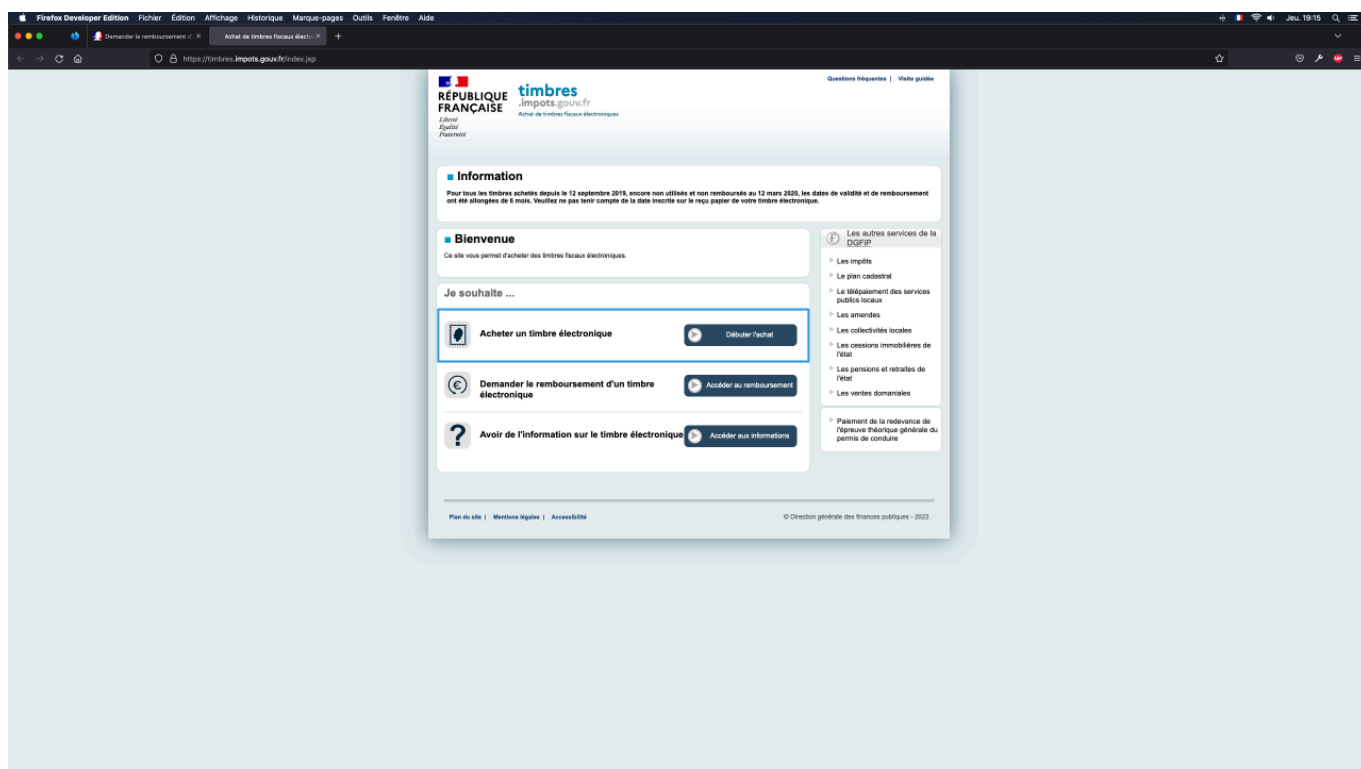 Firefox Developer Edition Fichier Édition Affichage Historique Marque-pages Outils Fenêtre Aide
Jeu. 19:15
Demander le remboursement d'
Achat de timbres fiscaux électro
https://timbres.impots.gouv.fr/index.jsp
RÉPUBLIQUE
FRANÇAISE
Liberté
Égalité
Fraternité
timbres
.impots.gouv.fr
Achat de timbres fiscaux électroniques
Questions fréquentes | Visite guidée
Information
Pour tous les timbres achetés depuis le 12 septembre 2019, encore non utilisés et non remboursés au 12 mars 2020, les dates de validité et de remboursement
ont été allongées de 6 mois. Veuillez ne pas tenir compte de la date inscrite sur le reçu papier de votre timbre électronique.
Bienvenue
Ce site vous permet d'acheter des timbres fiscaux électroniques.
Je souhaite ...
Acheter un timbre électronique
Débuter l'achat
Demander le remboursement d'un timbre
électronique
Accéder au remboursement
Avoir de l'information sur le timbre électronique
Accéder aux informations
Les autres services de la
DGFIP
Les impôts
Le plan cadastral
Le télépaiement des services
publics locaux
Les amendes
Les collectivités locales
Les cessions immobilières de
l'état
Les pensions et retraites de
l'état
Les ventes domaniales
Paiement de la redevance de
l'épreuve théorique générale du
permis de conduire
Plan du site | Mentions légales | Accessibilité
© Direction générale des finances publiques - 2022